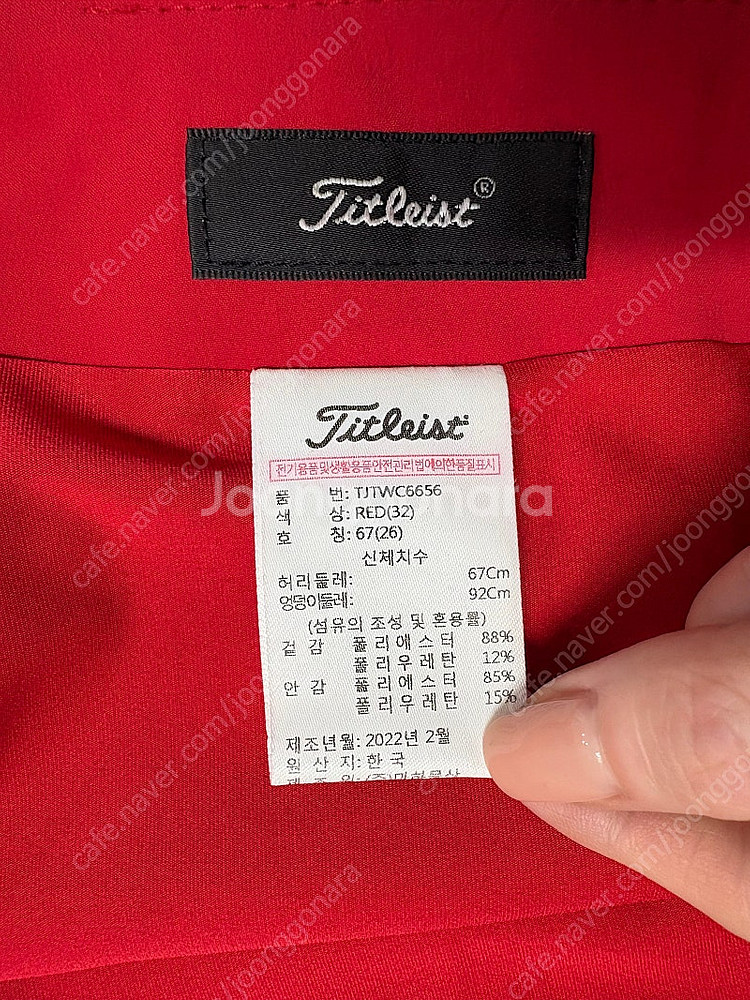 Titleist®
Titleist
전기용품및생활용품안전관리법에의한품질표시
품 번: TJTWC6656
색 상: RED(32)
호 칭: 67(26)
신체치수
허리둘레: 67Cm
엉덩이둘레: 92Cm
(섬유의 조성 및 혼용률)
겉 감 폴리에스터 88%
폴리우레탄 12%
안 감 폴리에스터 85%
폴리우레탄 15%
제조년월: 2022년 2월
원 산 지: 한 국
Joonggonara
cafe.naver.com/joonggonara